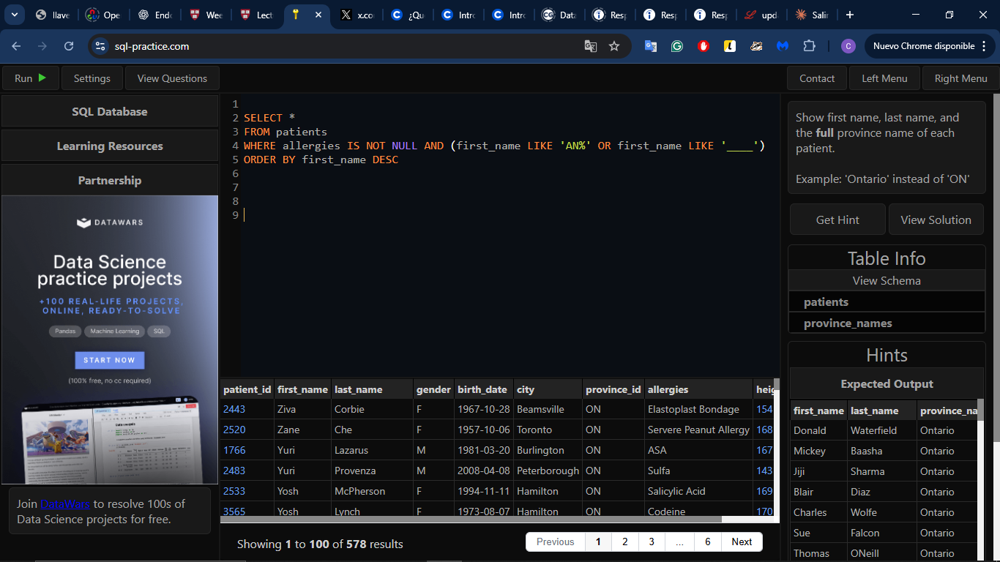 llave
Ope
Endo
Wee
Lect
x.co
¿Qu
Intro
Intro
Data
Resp
Resp
Resp
upd
Salir
sql-practice.com
C
Nuevo Chrome disponible
Run
Settings
View Questions
Contact
Left Menu
Right Menu
SQL Database
Learning Resources
Partnership
DATAWARS
Data Science
practice projects
+100 REAL-LIFE PROJECTS,
ONLINE, READY-TO-SOLVE
Pandas
Machine Learning
SQL
START NOW
(100% free, no cc required)
Join DataWars to resolve 100s of
Data Science projects for free.
1
2 SELECT *
3 FROM patients
4 WHERE allergies IS NOT NULL AND (first_name LIKE 'AN%' OR first_name LIKE '____')
5 ORDER BY first_name DESC
6
7
8
9
patient_id first_name last_name gender birth_date city province_id allergies heig
2443 Ziva Corbie F 1967-10-28 Beamsville ON Elastoplast Bondage 154
2520 Zane Che F 1957-10-06 Toronto ON Servere Peanut Allergy 168
1766 Yuri Lazarus M 1981-03-20 Burlington ON ASA 167
2483 Yuri Provenza M 2008-04-08 Peterborough ON Sulfa 143
2533 Yosh McPherson F 1994-11-11 Hamilton ON Salicylic Acid 169
3565 Yosh Lynch F 1973-08-07 Hamilton ON Codeine 170
Showing 1 to 100 of 578 results
Previous 1 2 3 ... 6 Next
Show first name, last name, and
the full province name of each
patient.
Example: 'Ontario' instead of 'ON'
Get Hint
View Solution
Table Info
View Schema
patients
province_names
Hints
Expected Output
first_name last_name province_na
Donald Waterfield Ontario
Mickey Baasha Ontario
Jiji Sharma Ontario
Blair Diaz Ontario
Charles Wolfe Ontario
Sue Falcon Ontario
Thomas ONeill Ontario